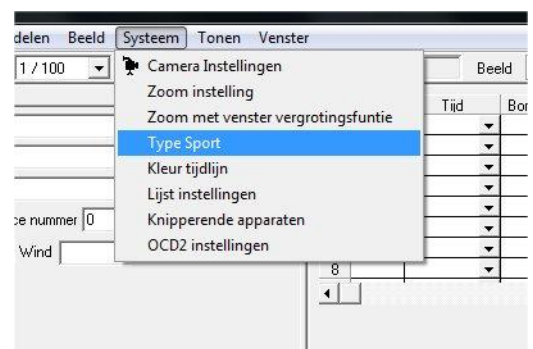 delen Beeld Systeem Tonen Venster
1 / 100 Beeld
Camera Instellingen
Zoom instelling
Zoom met venster vergrotingsfuntie
Type Sport
Kleur tijdlijn
Lijst instellingen
Knipperende apparaten
OCD2 instellingen
Tijd Bor
ce nummer 0
Wind
8